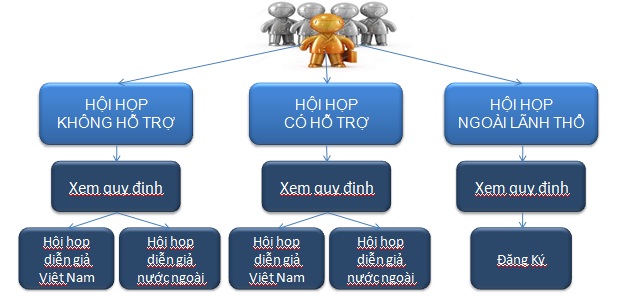 HỘI HỌP
KHÔNG HỖ TRỢ
HỘI HỌP
CÓ HỖ TRỢ
HỘI HỌP
NGOÀI LÃNH THỔ
Xem quy định
Xem quy định
Xem quy định
Hội họp
diễn giả
Việt Nam
Hội họp
diễn giả
nước ngoài
Hội họp
diễn giả
Việt Nam
Hội họp
diễn giả
nước ngoài
Đăng Ký